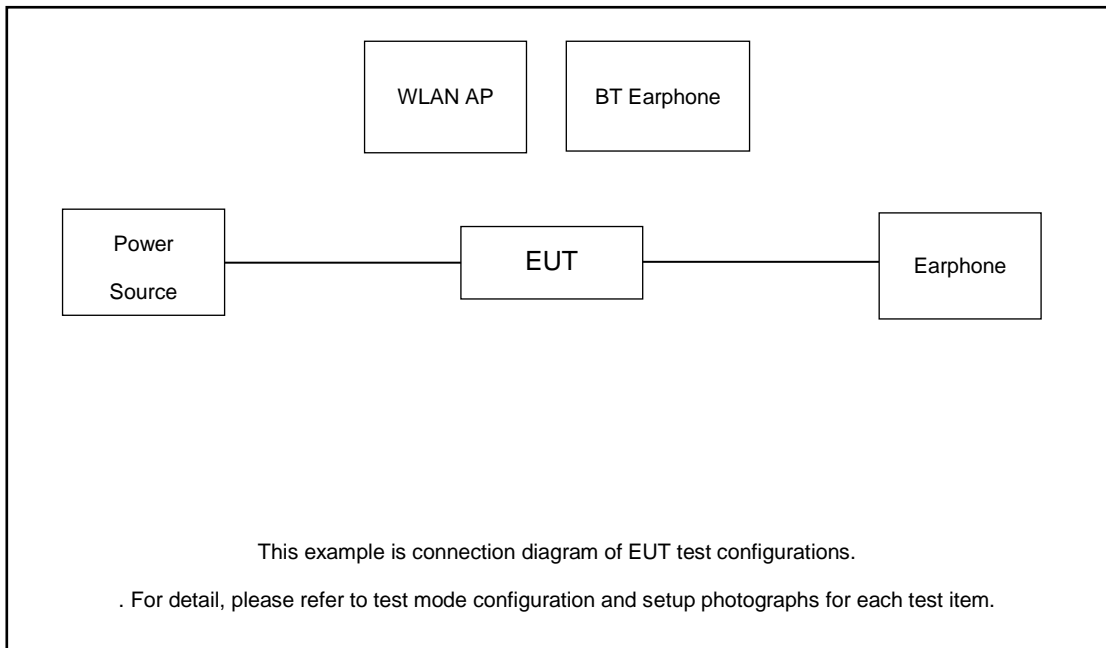 WLAN AP
BT Earphone
Power
Source
EUT
Earphone
This example is connection diagram of EUT test configurations.
. For detail, please refer to test mode configuration and setup photographs for each test item.